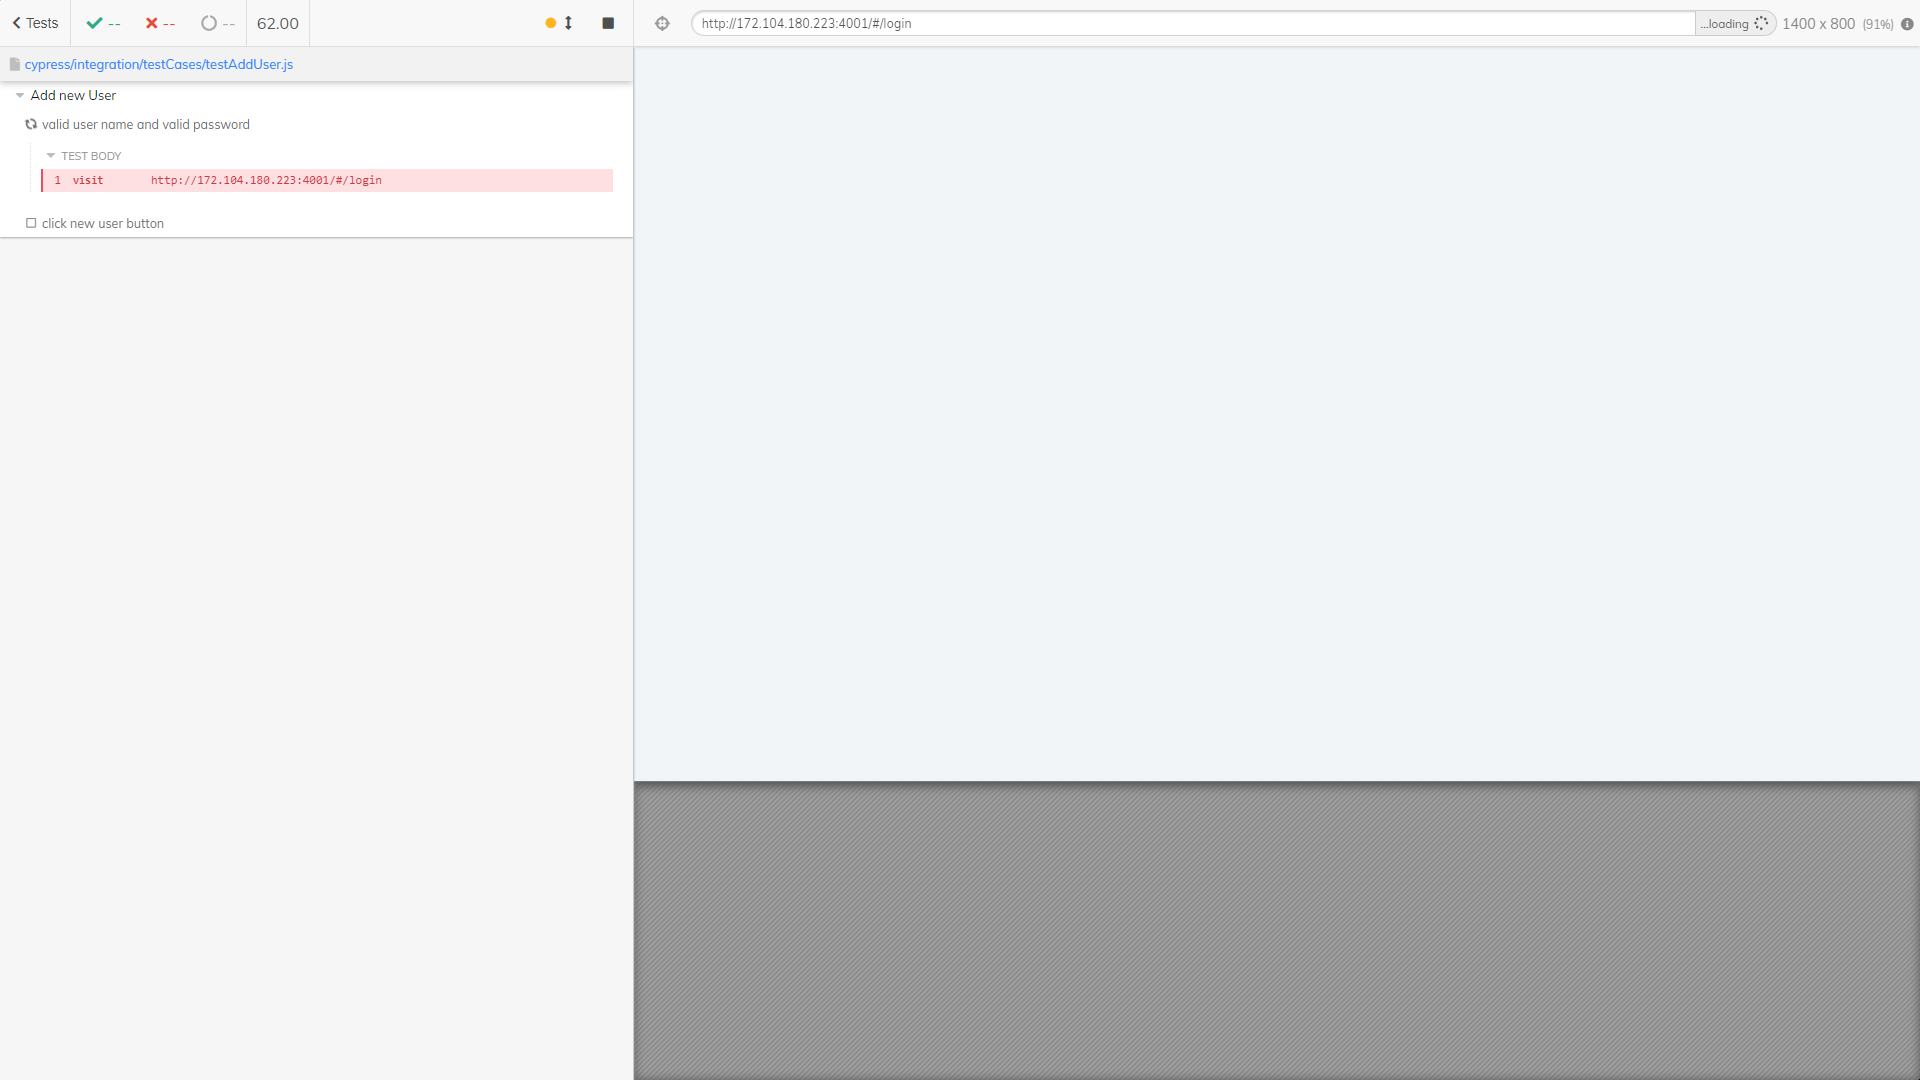 Tests -- -- -- 62.00 http://172.104.180.223:4001/#/login ...loading 1400 x 800 (91%)
cypress/integration/testCases/testAddUser.js
Add new User
valid user name and valid password
TEST BODY
1 visit http://172.104.180.223:4001/#/login
click new user button